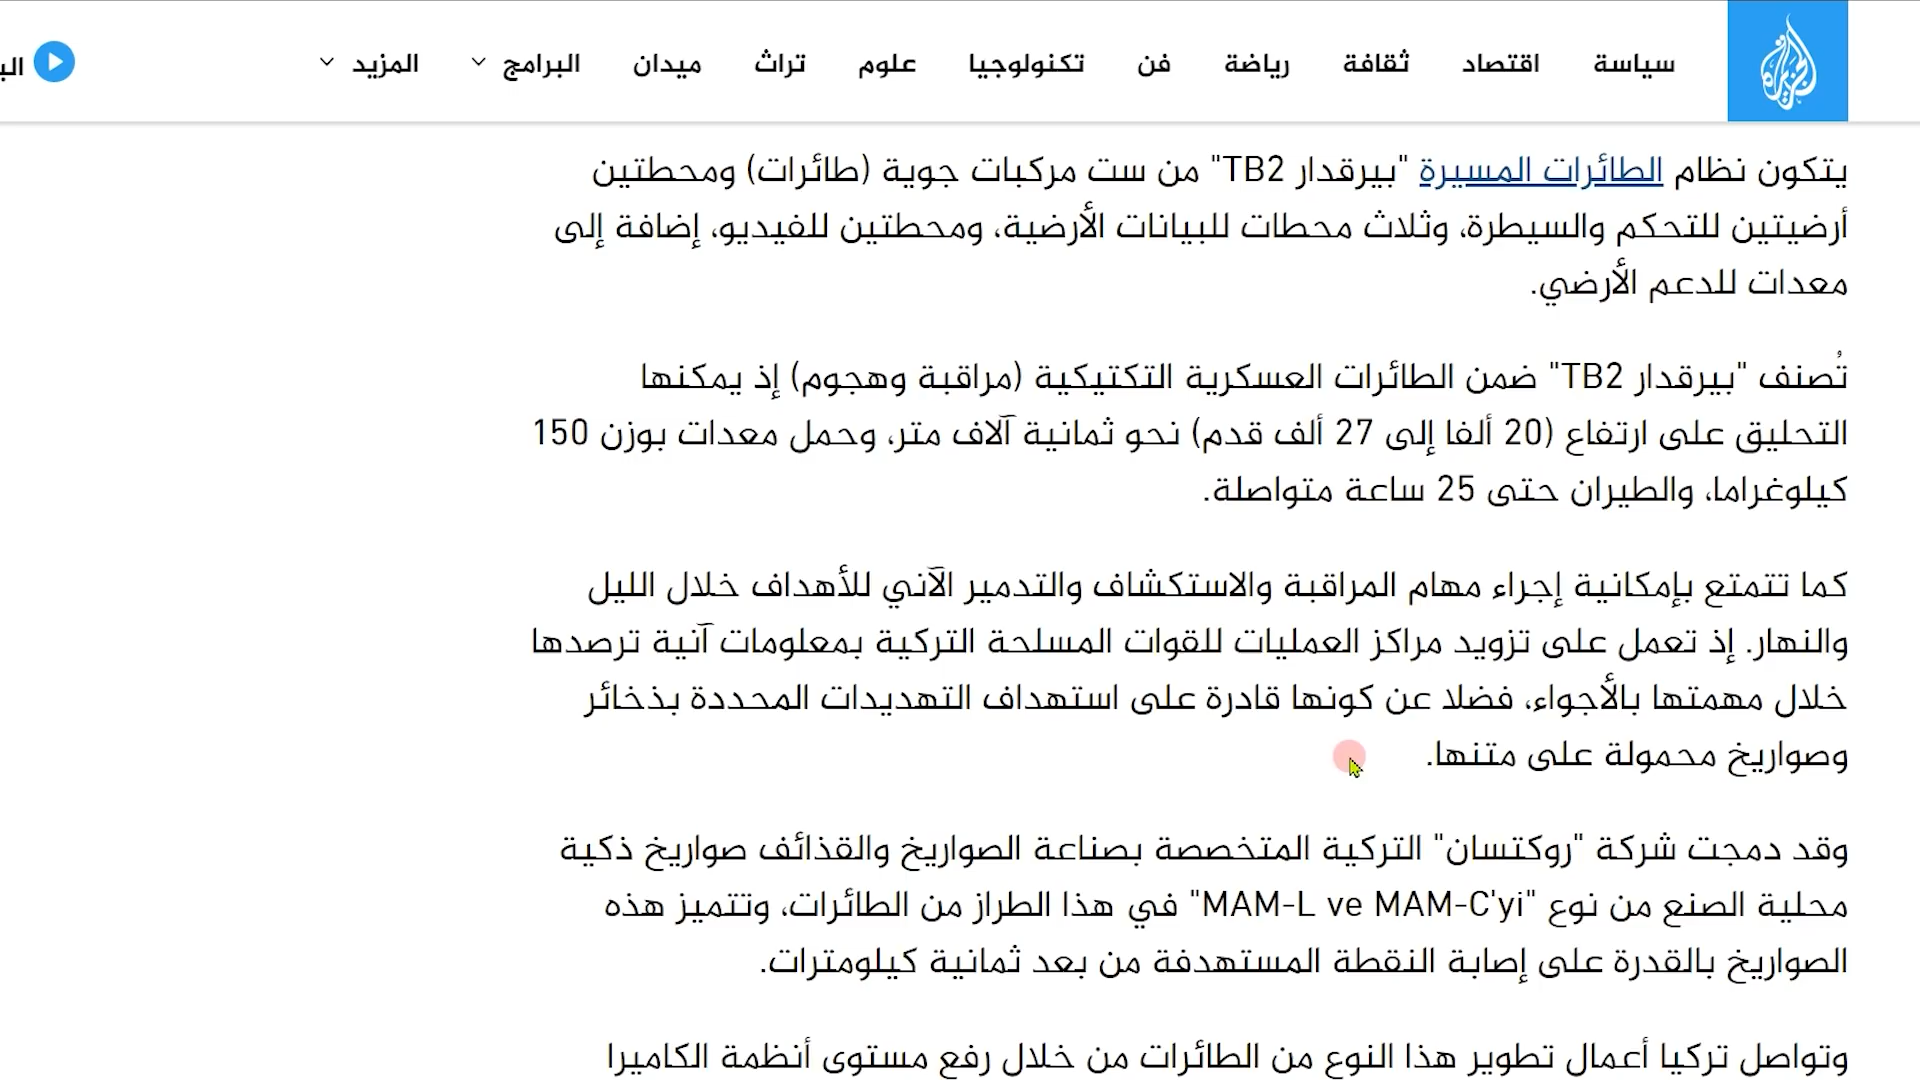 سياسة اقتصاد ثقافة رياضة فن تكنولوجيا علوم تراث ميدان البرامج المزيد
يتكون نظام الطائرات المسيرة "بيرقدار TB2" من ست مركبات جوية (طائرات) ومحطتين
أرضيتين للتحكم والسيطرة، وثلاث محطات للبيانات الأرضية، ومحطتين للفيديو، إضافة إلى
معدات للدعم الأرضي.
تُصنف "بيرقدار TB2" ضمن الطائرات العسكرية التكتيكية (مراقبة وهجوم) إذ يمكنها
التحليق على ارتفاع (20 ألفا إلى 27 ألف قدم) نحو ثمانية آلاف متر، وحمل معدات بوزن 150
كيلوغراما، والطيران حتى 25 ساعة متواصلة.
كما تتمتع بإمكانية إجراء مهام المراقبة والاستكشاف والتدمير الآني للأهداف خلال الليل
والنهار. إذ تعمل على تزويد مراكز العمليات للقوات المسلحة التركية بمعلومات آنية ترصدها
خلال مهمتها بالأجواء، فضلا عن كونها قادرة على استهداف التهديدات المحددة بذخائر
وصواريخ محمولة على متنها.
وقد دمجت شركة "روكتسان" التركية المتخصصة بصناعة الصواريخ والقذائف صواريخ ذكية
محلية الصنع من نوع "MAM-L ve MAM-C'yi" في هذا الطراز من الطائرات، وتتميز هذه
الصواريخ بالقدرة على إصابة النقطة المستهدفة من بعد ثمانية كيلومترات.
وتواصل تركيا أعمال تطوير هذا النوع من الطائرات من خلال رفع مستوى أنظمة الكاميرا